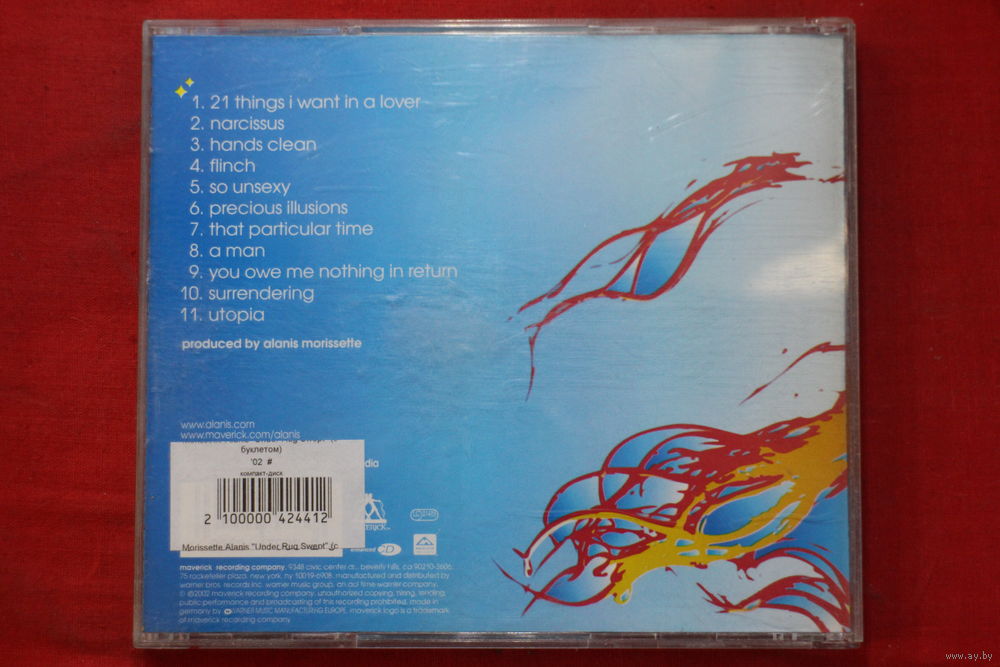 1. 21 things i want in a lover
2. narcissus
3. hands clean
4. flinch
5. so unsexy
6. precious illusions
7. that particular time
8. a man
9. you owe me nothing in return
10. surrendering
11. utopia
produced by alanis morissette
www.alanis.com
www.maverick.com/alanis
буклетом)
'02 #
компакт-диск
2 100000 424412
Morissette Alanis "Under Rug Swept" (с
enhanced CD
maverick recording company, 9348 civic center dr., beverly hills, ca 90210-3606.
75 rockefeller plaza, new york, ny 10019-6908. manufactured and distributed by
warner bros. records inc. warner music group, an aol time warner company.
© ℗2002 maverick recording company. unauthorized copying, hiring, lending,
public performance and broadcasting of this recording prohibited. made in
germany by WARNER MUSIC MANUFACTURING EUROPE. maverick logo is a trademark
of maverick recording company
www.ay.by